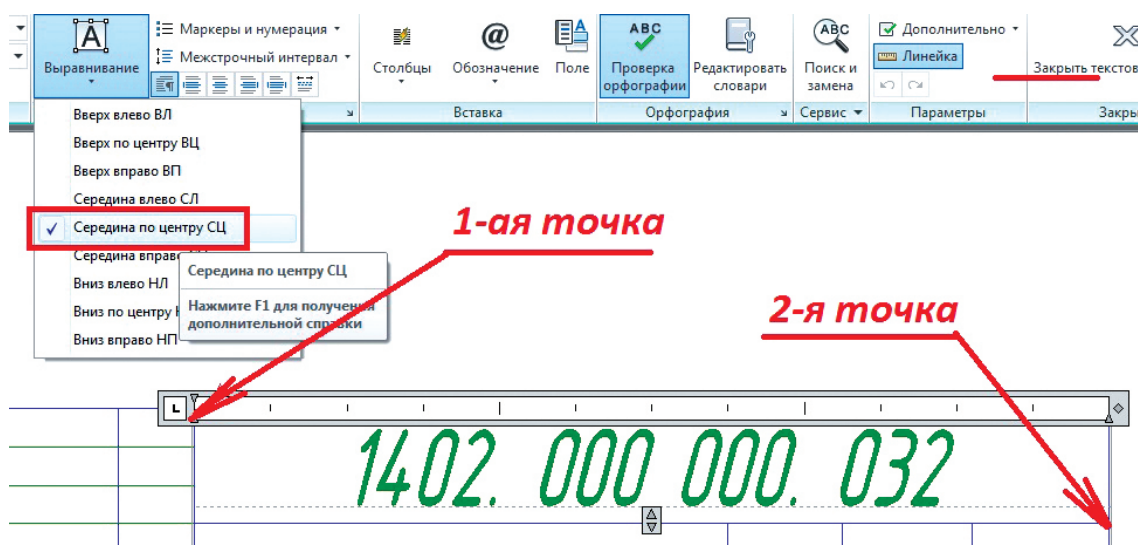 Маркеры и нумерация
Межстрочный интервал
Выравнивание
Столбцы
@
Обозначение
Поле
ABC
Проверка
орфографии
Редактировать
словари
ABC
Поиск и
замена
Дополнительно
Линейка
Закрыть текстов
Вставка
Орфография
Сервис
Параметры
Закры
Вверх влево ВЛ
Вверх по центру ВЦ
Вверх вправо ВП
Середина влево СЛ
Середина по центру СЦ
Середина вправо
Вниз влево НЛ
Вниз по центру
Вниз вправо НП
Середина по центру СЦ
Нажмите F1 для получения
дополнительной справки
1-ая точка
2-я точка
L
1402. 000 000. 032